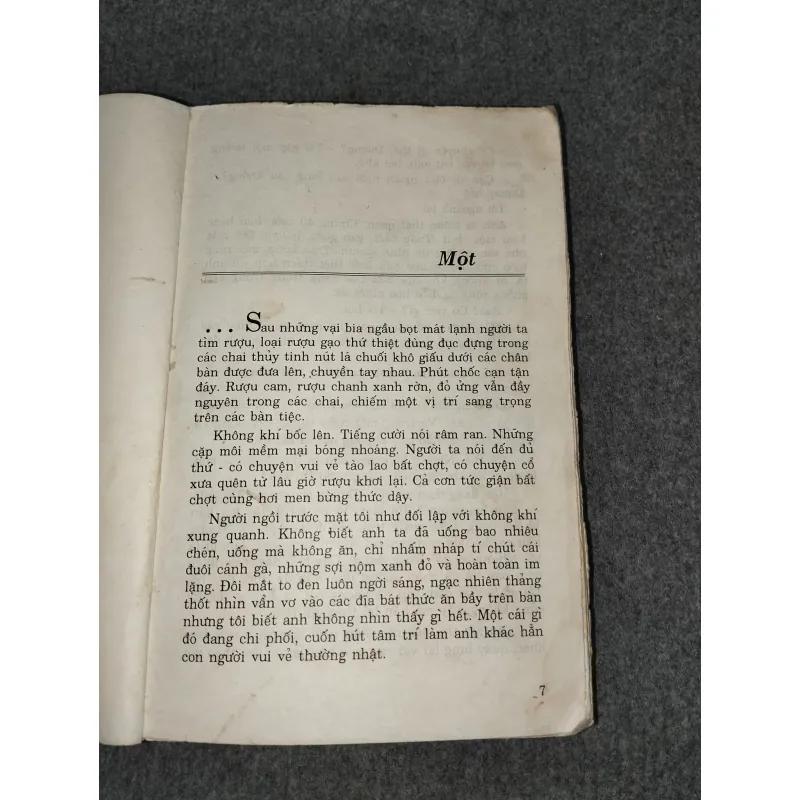 Một
... Sau những vại bia ngầu bọt mát lạnh người ta
tìm rượu, loại rượu gạo thứ thiệt đùng đục đựng trong
các chai thủy tinh nút lá chuối khô giấu dưới các chân
bàn được đưa lên, chuyền tay nhau. Phút chốc cạn tận
đáy. Rượu cam, rượu chanh xanh rờn, đỏ ửng vẫn đầy
nguyên trong các chai, chiếm một vị trí sang trọng
trên các bàn tiệc.
Không khí bốc lên. Tiếng cười nói râm ran. Những
cặp môi mềm mại bóng nhoáng. Người ta nói đến đủ
thứ - có chuyện vui vẻ tào lao bất chợt, có chuyện cổ
xưa quên từ lâu giờ rượu khơi lại. Cả cơn tức giận bất
chợt cũng hơi men bừng thức dậy.
Người ngồi trước mặt tôi như đối lập với không khí
xung quanh. Không biết anh ta đã uống bao nhiêu
chén, uống mà không ăn, chỉ nhấm nháp tí chút cái
đuôi cánh gà, những sợi nộm xanh đỏ và hoàn toàn im
lặng. Đôi mắt to đen luôn ngời sáng, ngạc nhiên thảng
thốt nhìn vẩn vơ vào các đĩa bát thức ăn bầy trên bàn
nhưng tôi biết anh không nhìn thấy gì hết. Một cái gì
đó đang chi phối, cuốn hút tâm trí làm anh khác hẳn
con người vui vẻ thường nhật.
7